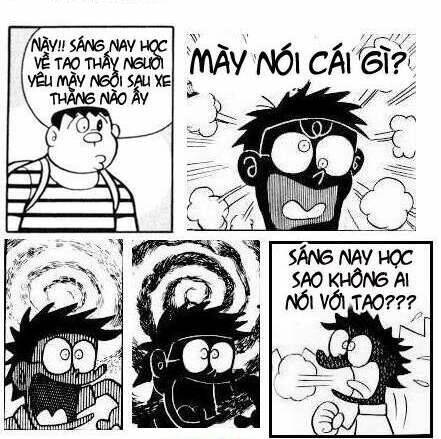 NÀY!! SÁNG NAY HỌC
VỀ TAO THẤY NGƯỜI
YÊU MÀY NGỒI SAU XE
THẰNG NÀO ẤY
MÀY NÓI CÁI GÌ?
SÁNG NAY HỌC
SAO KHÔNG AI
NÓI VỚI TAO???